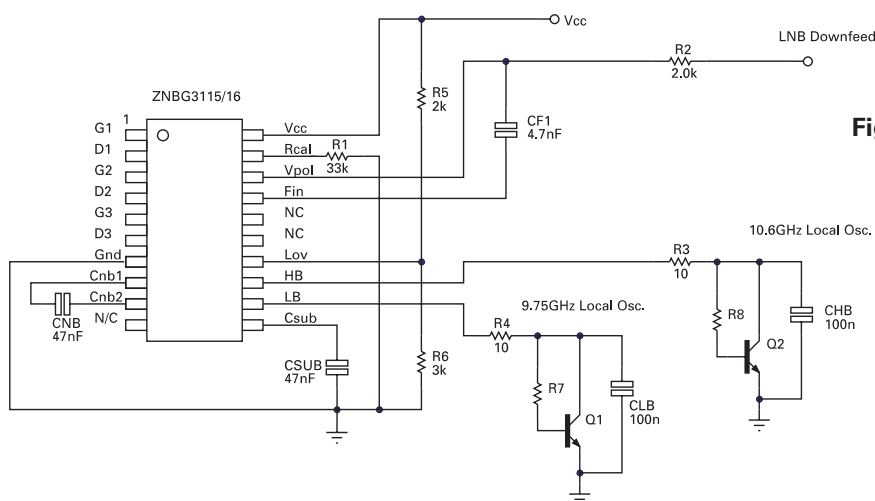 Vcc
LNB Downfeed
R2
2.0k
ZNBG3115/16
R5
2k
CF1
4.7nF
Fig
1
G1
D1
G2
D2
G3
D3
Gnd
Cnb1
Cnb2
N/C
Vcc
Rcal
Vpol
Fin
NC
NC
Lov
HB
LB
Csub
R1
33k
CNB
47nF
CSUB
47nF
R6
3k
10.6GHz Local Osc.
R3
10
R8
Q2
CHB
100n
9.75GHz Local Osc.
R4
10
R7
Q1
CLB
100n